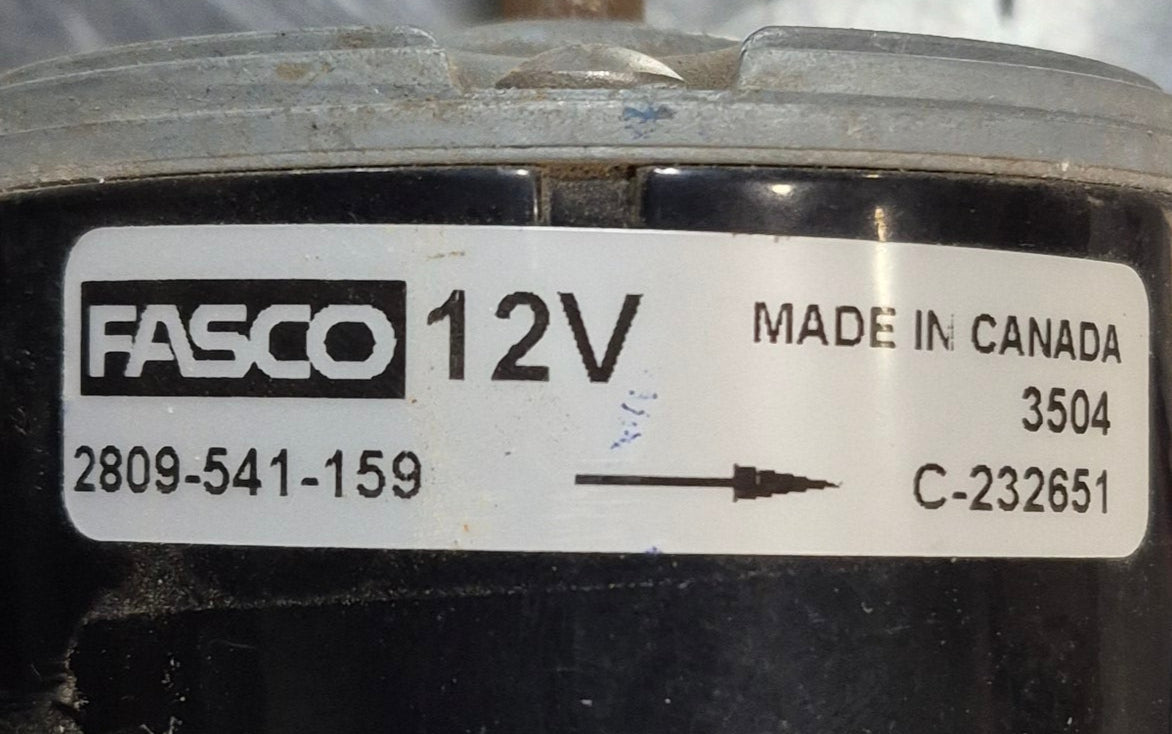 FASCO 12V MADE IN CANADA
3504
2809-541-159 C-232651